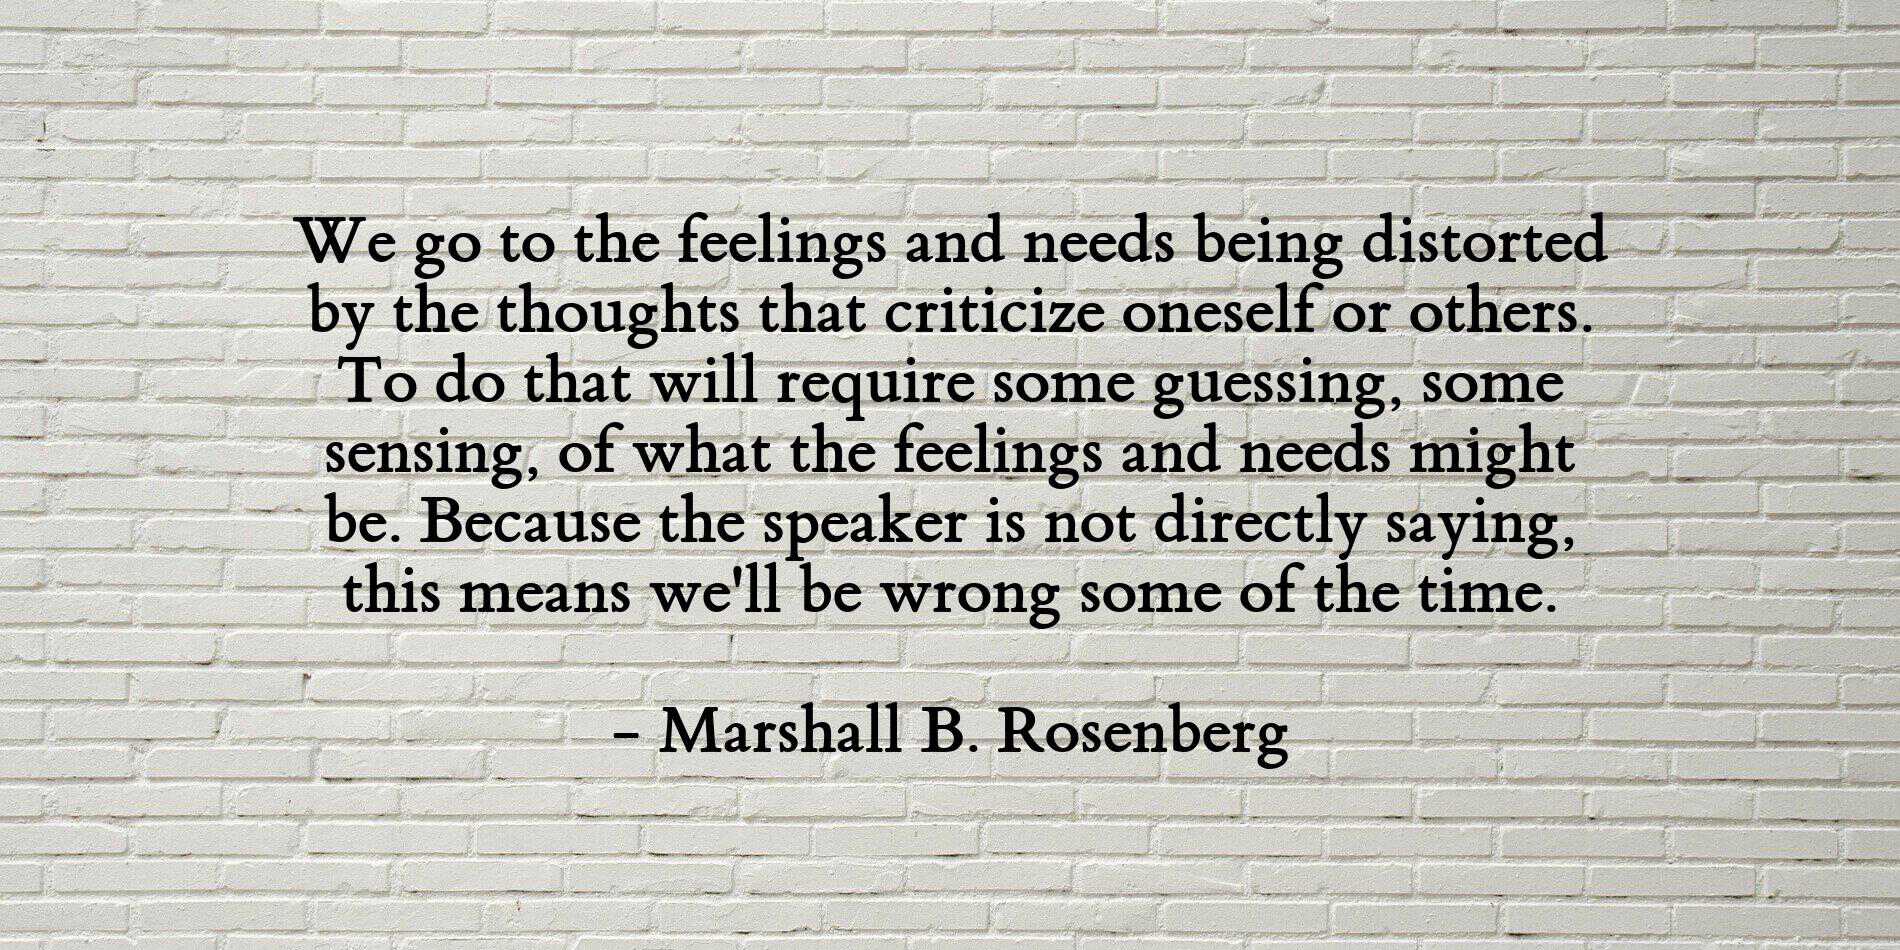 We go to the feelings and needs being distorted
by the thoughts that criticize oneself or others.
To do that will require some guessing, some
sensing, of what the feelings and needs might
be. Because the speaker is not directly saying,
this means we'll be wrong some of the time.
- Marshall B. Rosenberg